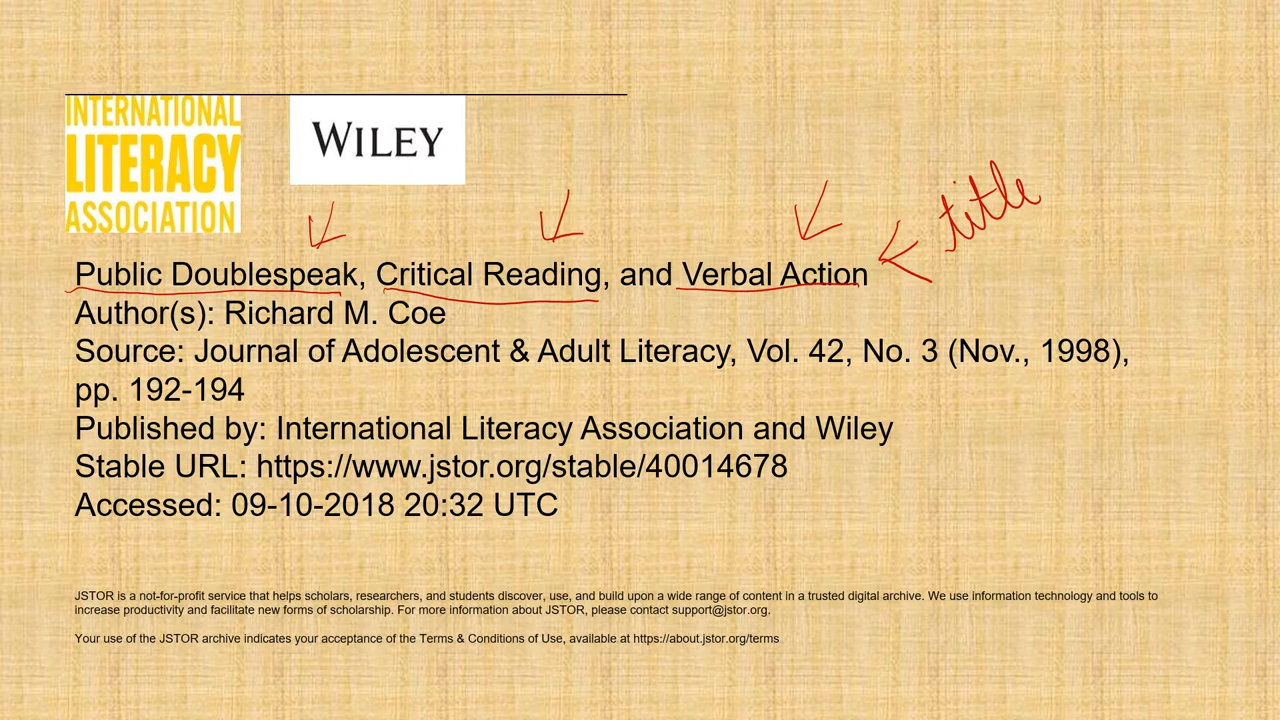 INTERNATIONAL
LITERACY
ASSOCIATION
WILEY
title
Public Doublespeak, Critical Reading, and Verbal Action
Author(s): Richard M. Coe
Source: Journal of Adolescent & Adult Literacy, Vol. 42, No. 3 (Nov., 1998),
pp. 192-194
Published by: International Literacy Association and Wiley
Stable URL: https://www.jstor.org/stable/40014678
Accessed: 09-10-2018 20:32 UTC
JSTOR is a not-for-profit service that helps scholars, researchers, and students discover, use, and build upon a wide range of content in a trusted digital archive. We use information technology and tools to
increase productivity and facilitate new forms of scholarship. For more information about JSTOR, please contact support@jstor.org.
Your use of the JSTOR archive indicates your acceptance of the Terms & Conditions of Use, available at https://about.jstor.org/terms